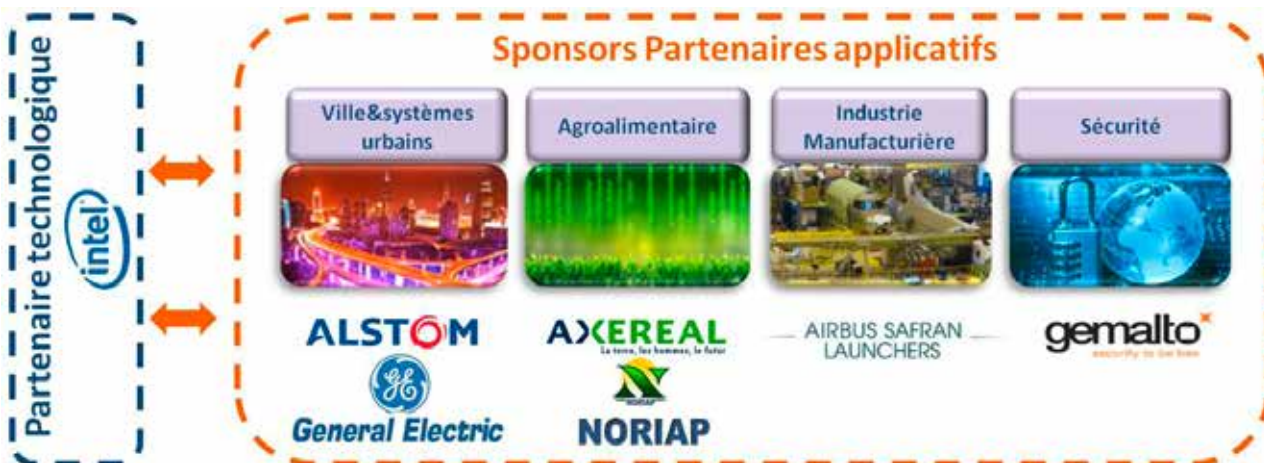 Partenaire technologique
intel
Sponsors Partenaires applicatifs
Ville&systèmes
urbains
Agroalimentaire
Industrie
Manufacturière
Sécurité
ALSTOM
GE
General Electric
AXEREAL
La terre, les hommes, le futur
NORIAP
NORIAP
AIRBUS SAFRAN
LAUNCHERS
gemalto
security to be free